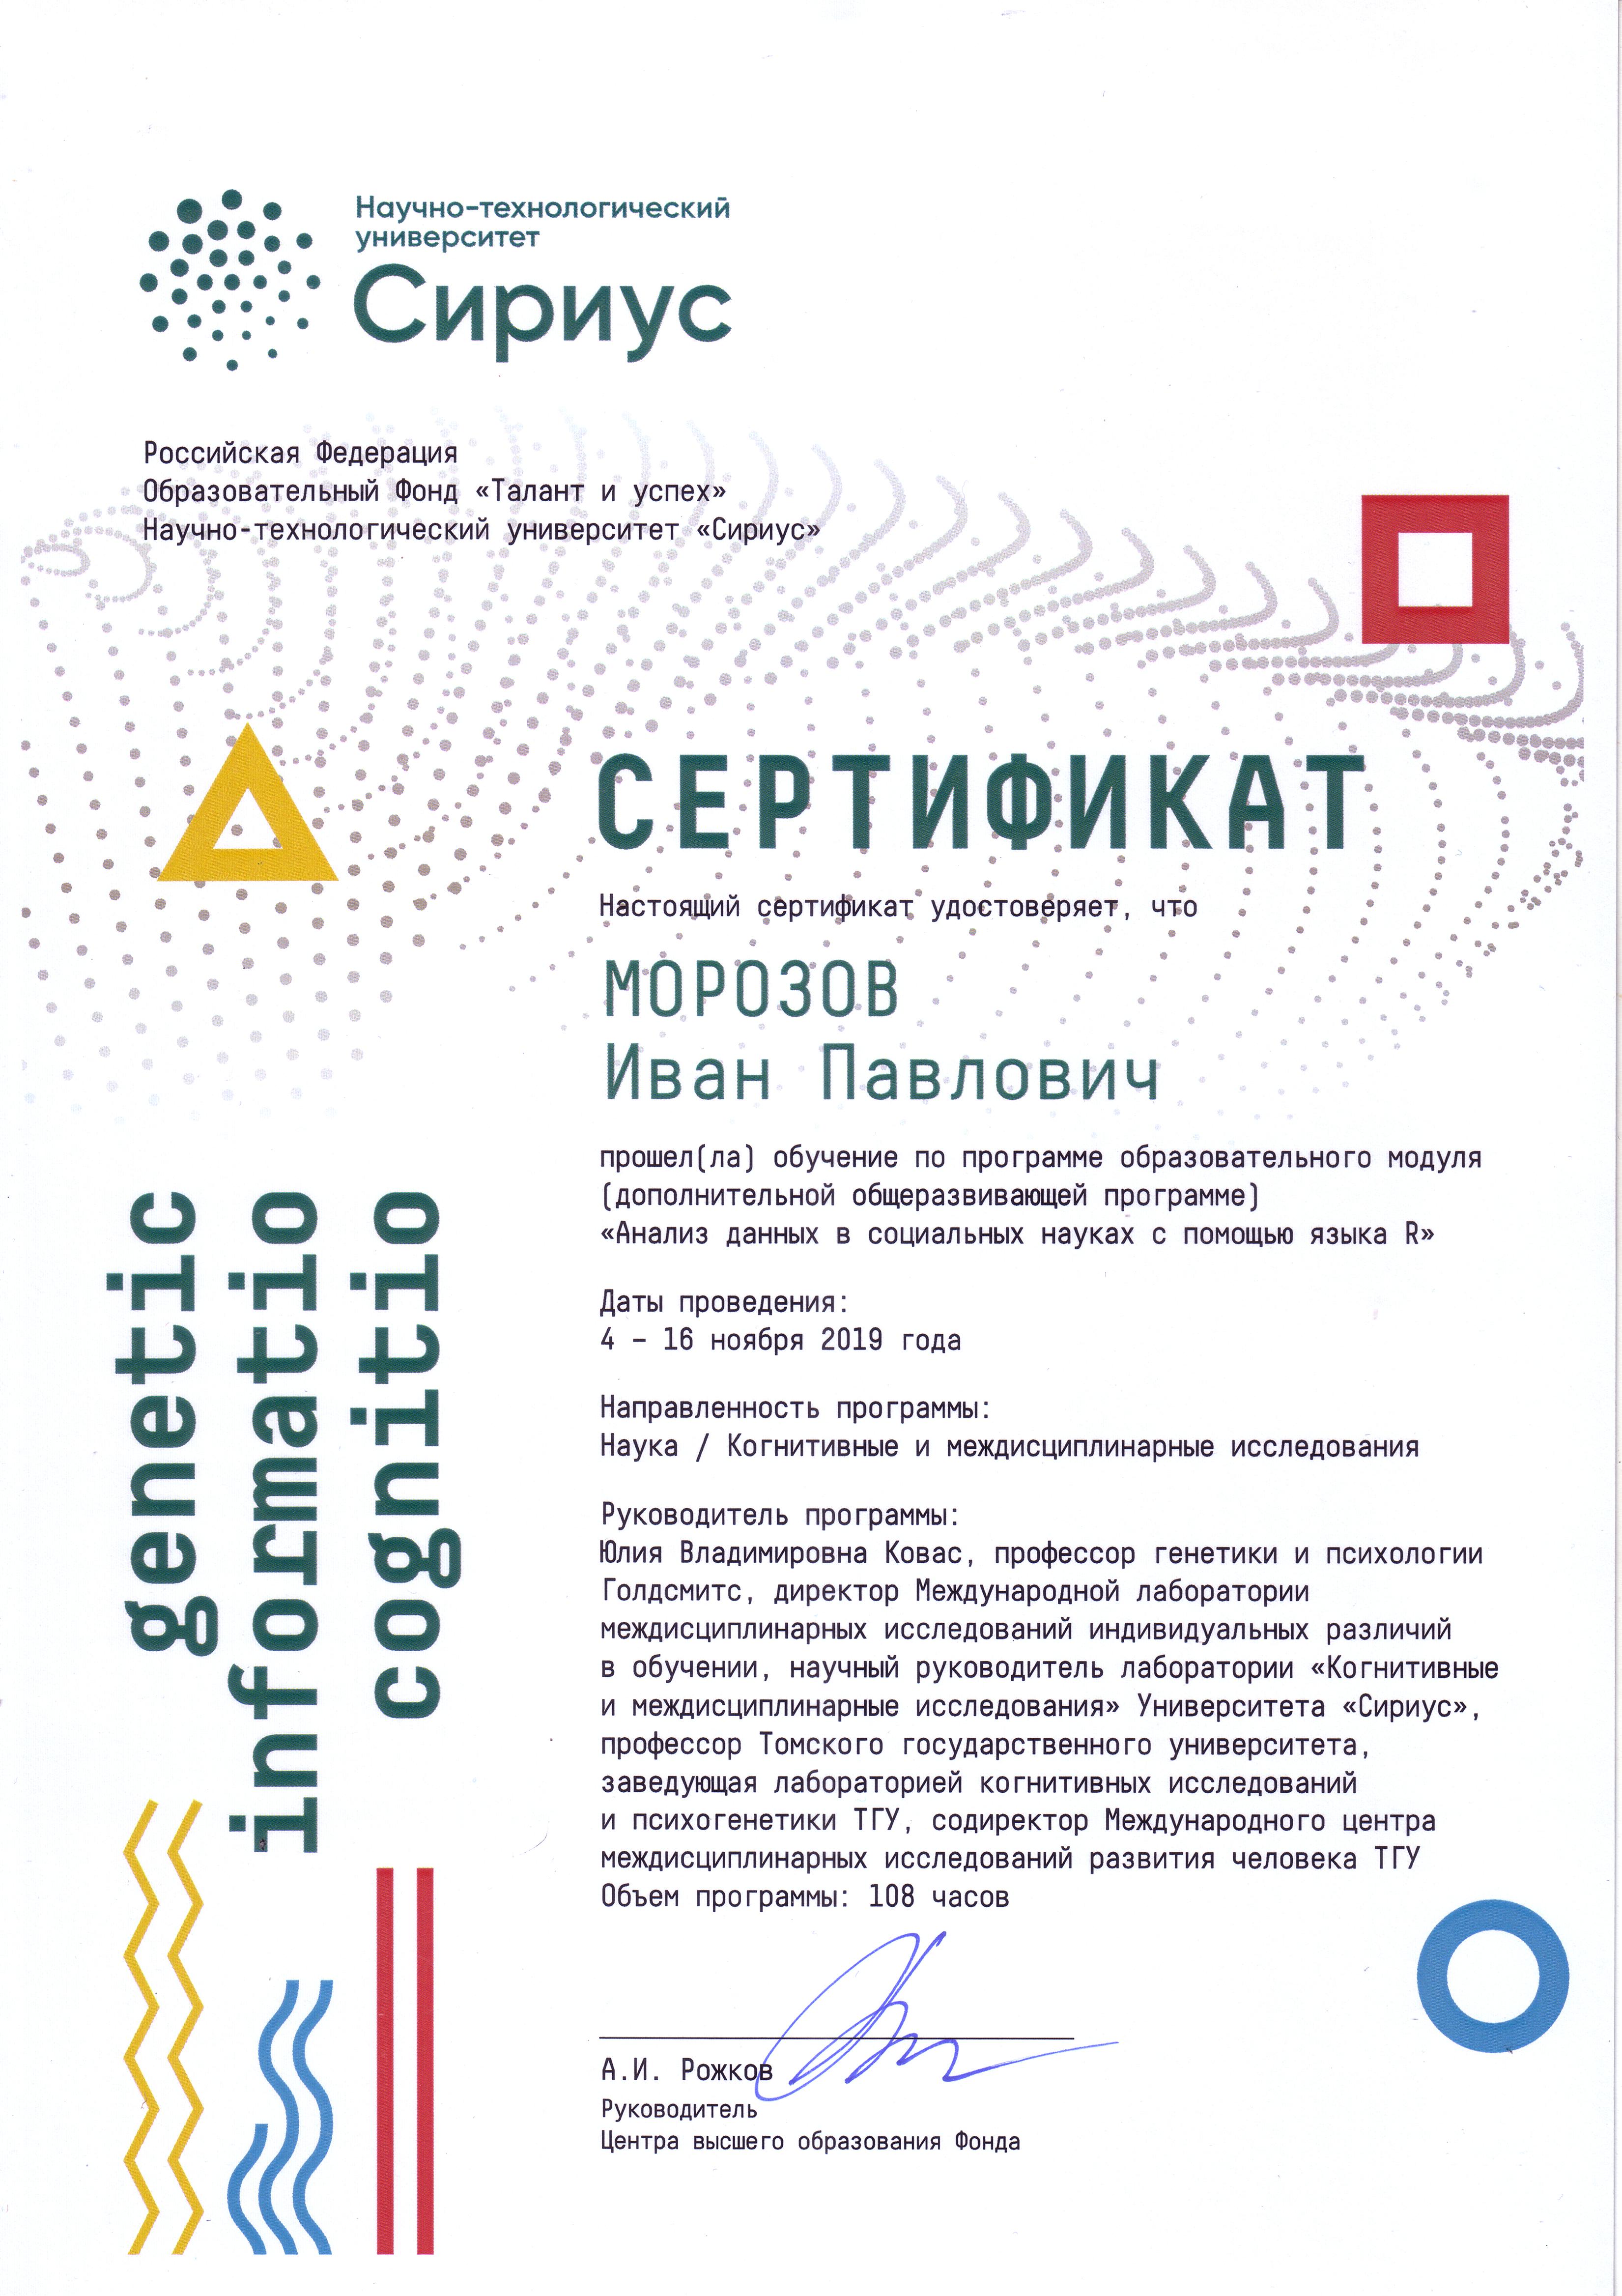 Научно-технологический
университет
Сириус
Российская Федерация
Образовательный Фонд «Талант и успех»
Научно-технологический университет «Сириус»
СЕРТИФИКАТ
Настоящий сертификат удостоверяет, что
МОРОЗОВ
Иван Павлович
прошел(ла) обучение по программе образовательного модуля
(дополнительной общеразвивающей программе)
«Анализ данных в социальных науках с помощью языка R»
Даты проведения:
4 – 16 ноября 2019 года
Направленность программы:
Наука / Когнитивные и междисциплинарные исследования
Руководитель программы:
Юлия Владимировна Ковас, профессор генетики и психологии
Голдсмитс, директор Международной лаборатории
междисциплинарных исследований индивидуальных различий
в обучении, научный руководитель лаборатории «Когнитивные
и междисциплинарные исследования» Университета «Сириус»,
профессор Томского государственного университета,
заведующая лабораторией когнитивных исследований
и психогенетики ТГУ, содиректор Международного центра
междисциплинарных исследований развития человека ТГУ
Объем программы: 108 часов
А.И. Рожков
Руководитель
Центра высшего образования Фонда
genetic
informatio
cognitio